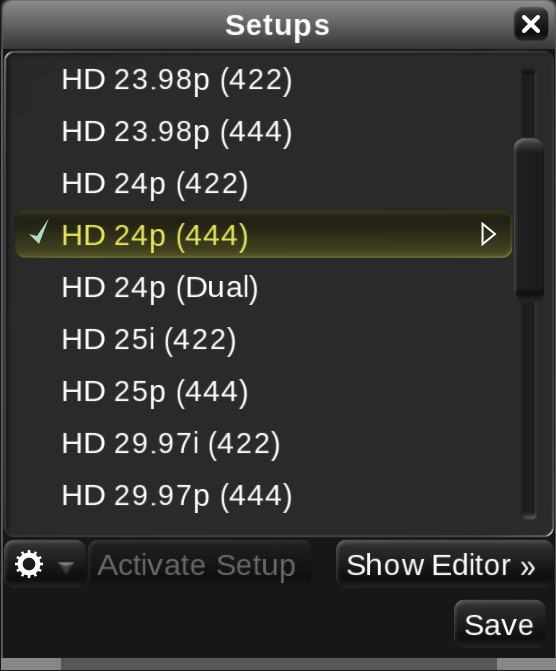 Setups
HD 23.98p (422)
HD 23.98p (444)
HD 24p (422)
HD 24p (444)
HD 24p (Dual)
HD 25i (422)
HD 25p (444)
HD 29.97i (422)
HD 29.97p (444)
Activate Setup Show Editor »
Save